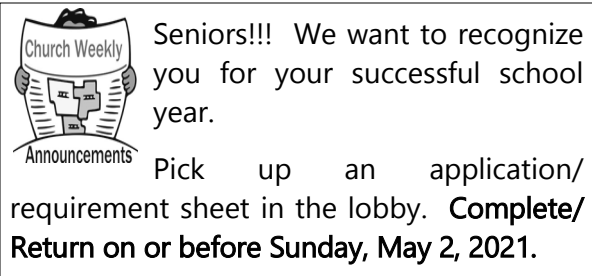 Church Weekly
Announcements
Seniors!!! We want to recognize
you for your successful school
year.
Pick up an application/
requirement sheet in the lobby. Complete/
Return on or before Sunday, May 2, 2021.